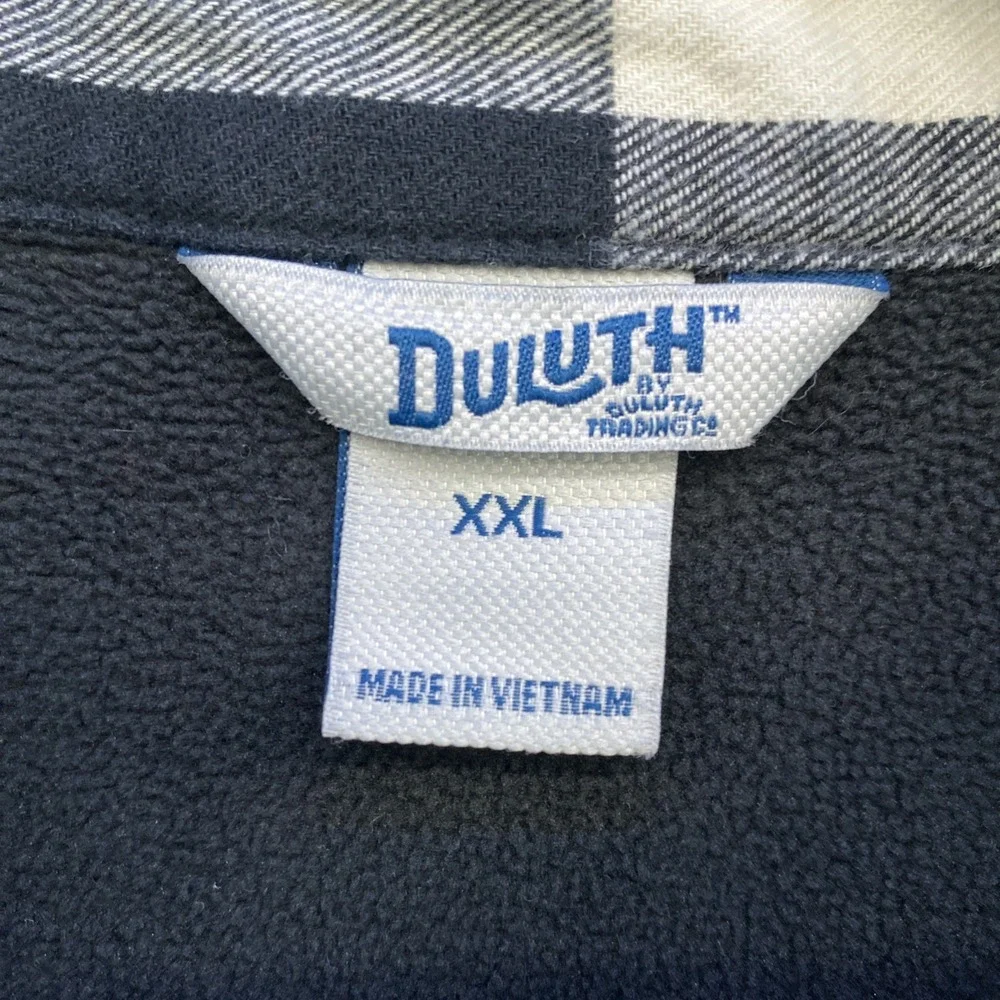 DULUTH™
BY
DULUTH
TRADING Co
XXL
MADE IN VIETNAM